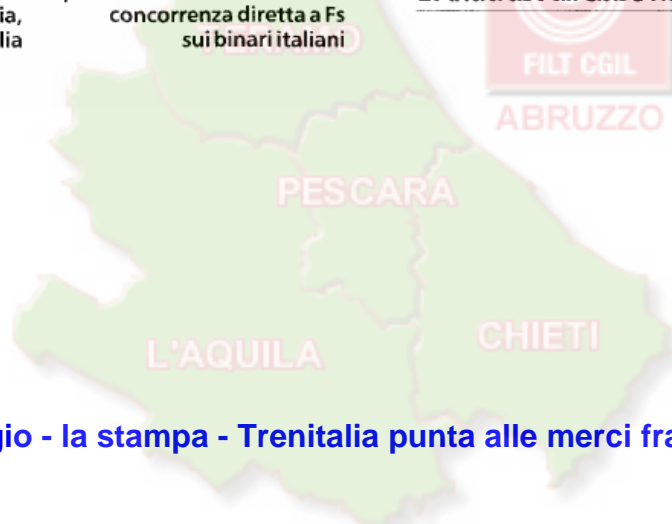 ia,
lia
concorrenza diretta a Fs
sui binari italiani
TERAMO
FILT CGIL
ABRUZZO
PESCARA
L'AQUILA
CHIETI
gio - la stampa - Trenitalia punta alle merci fra